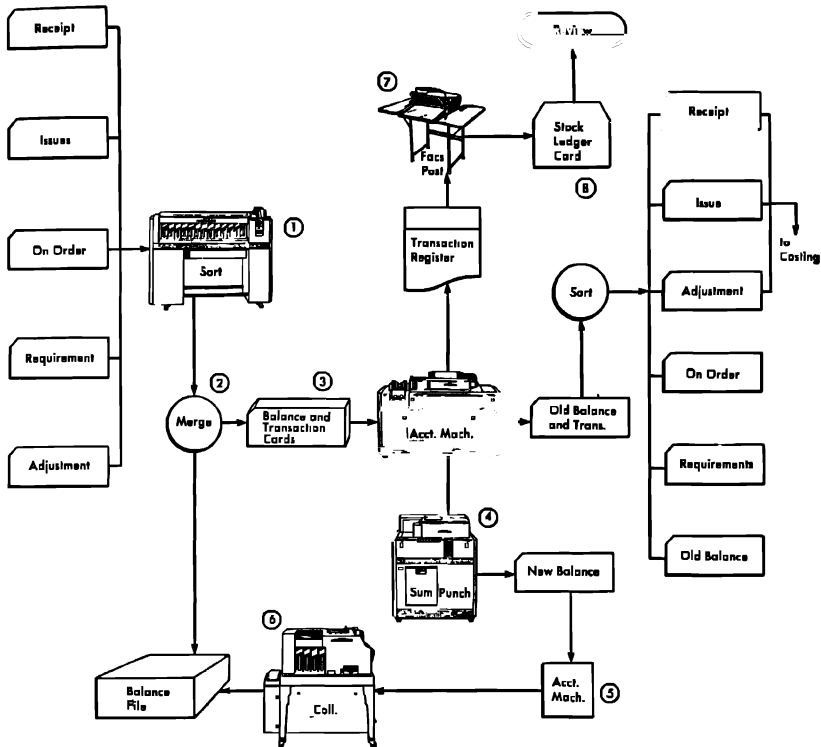 Receipt
Issues
On Order
Requirement
Adjustment
1
Sort
2
Merge
3
Balance and
Transaction
Cards
Acct. Mach.
4
Sum Punch
New Balance
5
Acct.
Mach.
6
Coll.
Balance
File
Transaction
Register
7
Facs
Post
8
Stock
Ledger
Card
Review
Old Balance
and Trans.
Sort
Receipt
Issue
to
Costing
Adjustment
On Order
Requirements
Old Balance